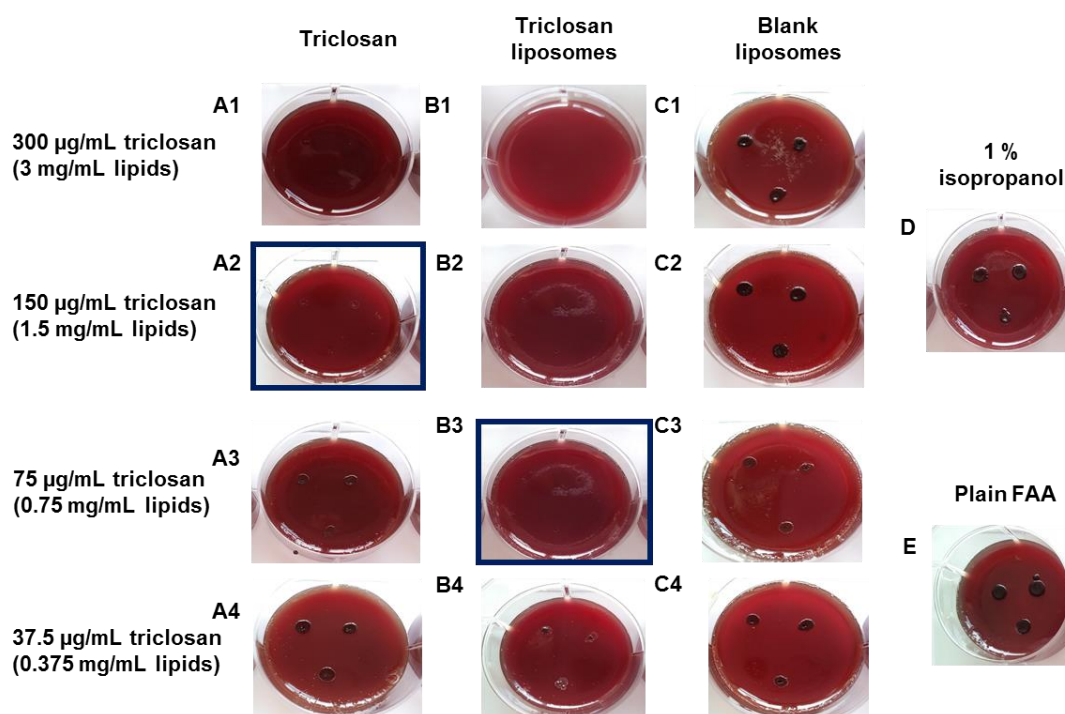 Triclosan
Triclosan
liposomes
Blank
liposomes
A1
B1
C1
300 µg/mL triclosan
(3 mg/mL lipids)
1 %
isopropanol
D
A2
B2
C2
150 µg/mL triclosan
(1.5 mg/mL lipids)
A3
B3
C3
75 µg/mL triclosan
(0.75 mg/mL lipids)
Plain FAA
E
A4
B4
C4
37.5 µg/mL triclosan
(0.375 mg/mL lipids)